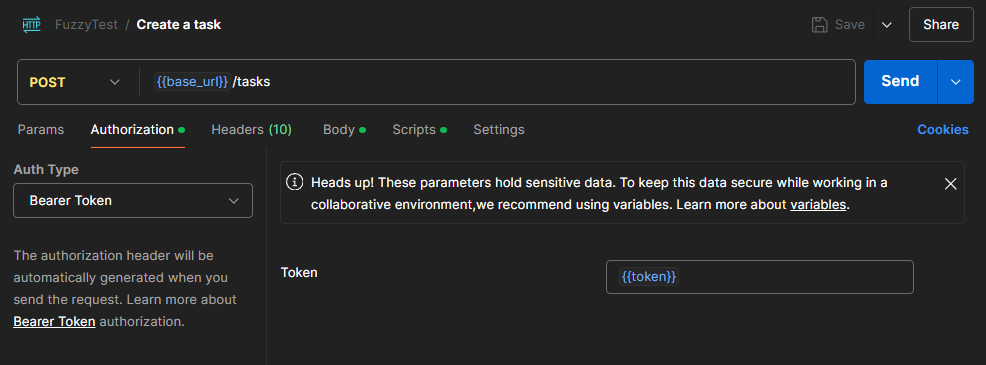 HTTP FuzzyTest / Create a task Save Share
POST {{base_url}} /tasks Send
Params Authorization Headers (10) Body Scripts Settings Cookies
Auth Type
Bearer Token
The authorization header will be
automatically generated when you
send the request. Learn more about
Bearer Token authorization.
Heads up! These parameters hold sensitive data. To keep this data secure while working in a
collaborative environment,we recommend using variables. Learn more about variables.
Token {{token}}